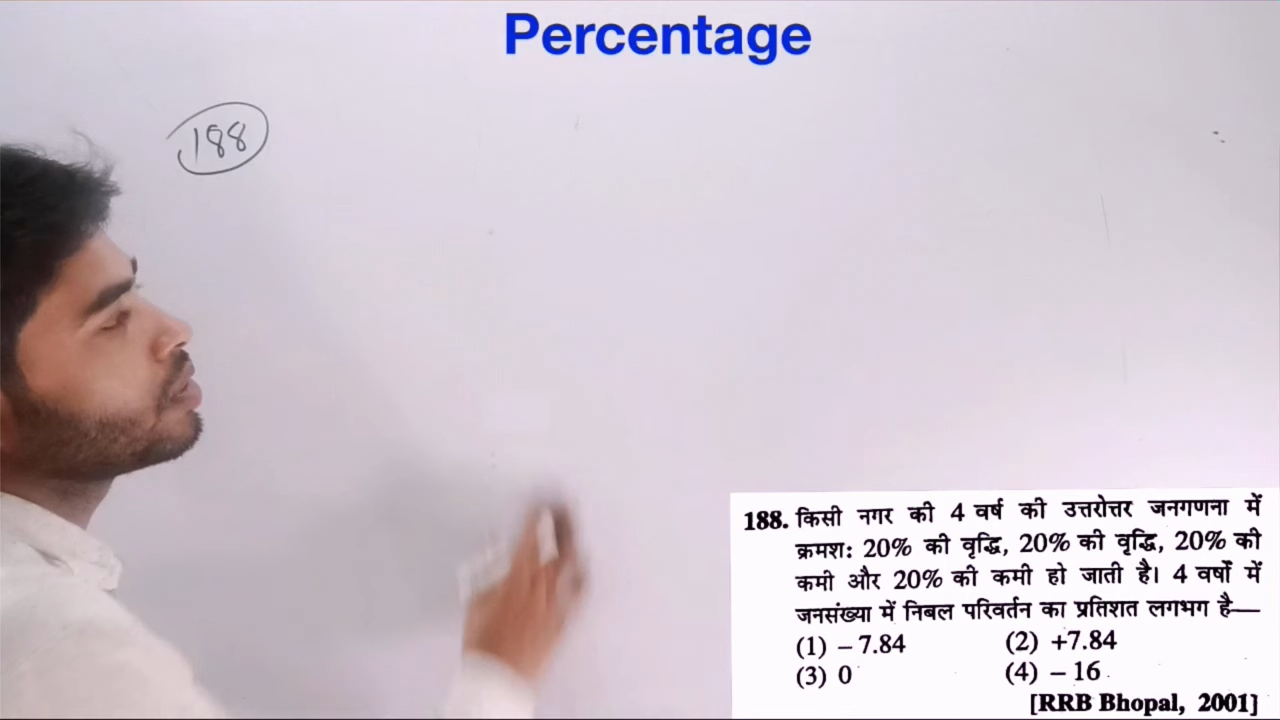 Percentage
188
188. किसी नगर की 4 वर्ष की उत्तरोत्तर जनगणना में
क्रमश: 20% की वृद्धि, 20% की वृद्धि, 20% की
कमी और 20% की कमी हो जाती है। 4 वर्षों में
जनसंख्या में निबल परिवर्तन का प्रतिशत लगभग है—
(1) – 7.84 (2) +7.84
(3) 0 (4) – 16
[RRB Bhopal, 2001]